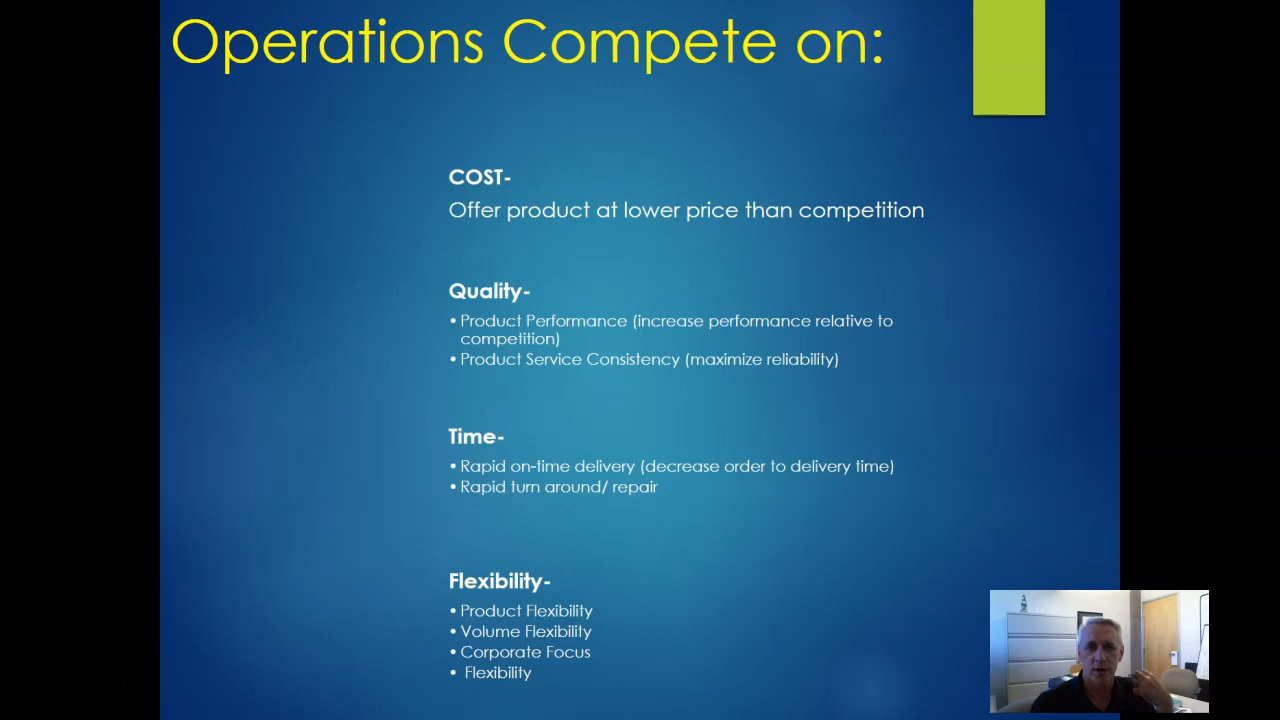 Operations Compete on:
COST-
Offer product at lower price than competition
Quality-
• Product Performance (increase performance relative to
competition)
• Product Service Consistency (maximize reliability)
Time-
• Rapid on-time delivery (decrease order to delivery time)
• Rapid turn around/ repair
Flexibility-
• Product Flexibility
• Volume Flexibility
• Corporate Focus
• Flexibility